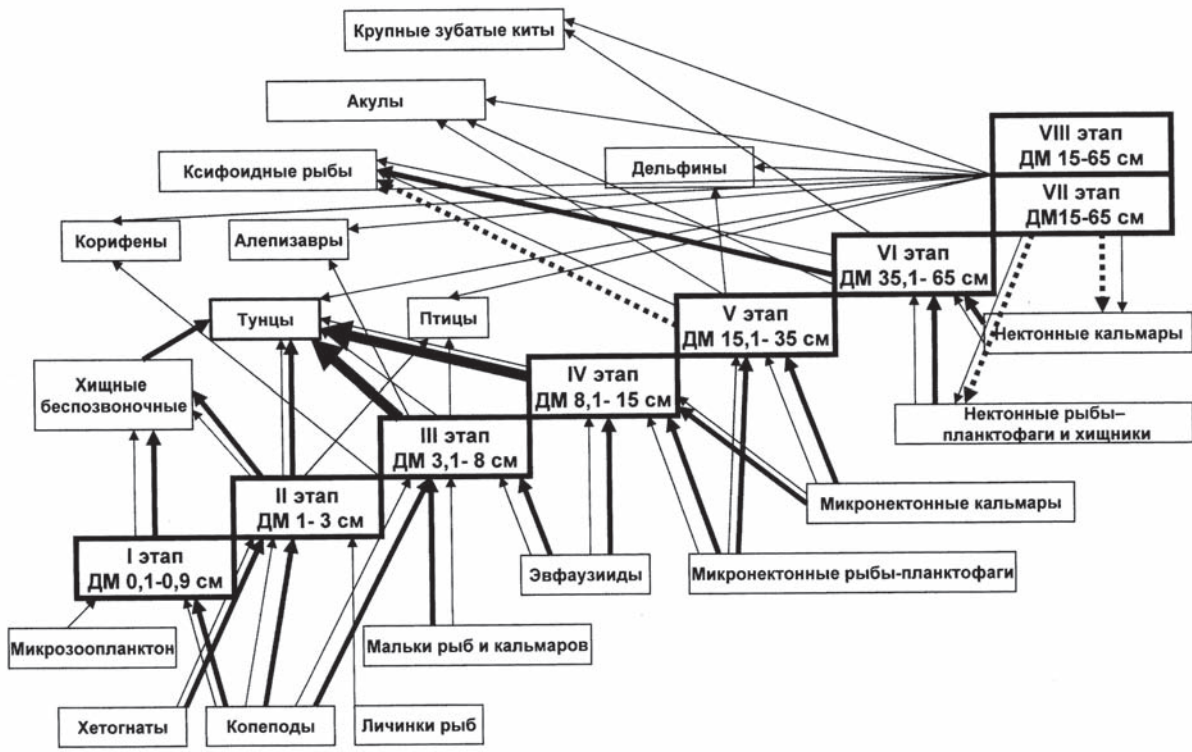 Крупные зубатые киты
Акулы
VIII этап
ДМ 15-65 см
Ксифоидные рыбы
Дельфины
VII этап
ДМ15-65 см
Корифены
Алепизавры
VI этап
ДМ 35,1- 65 см
Тунцы
Птицы
V этап
ДМ 15,1- 35 см
Нектонные кальмары
Хищные
беспозвоночные
IV этап
ДМ 8,1- 15 см
Нектонные рыбы–
планктофаги и хищники
III этап
ДМ 3,1- 8 см
II этап
ДМ 1- 3 см
Микронектонные кальмары
I этап
ДМ 0,1-0,9 см
Эвфаузииды
Микронектонные рыбы-планктофаги
Микрозоопланктон
Мальки рыб и кальмаров
Хетогнаты
Копеподы
Личинки рыб